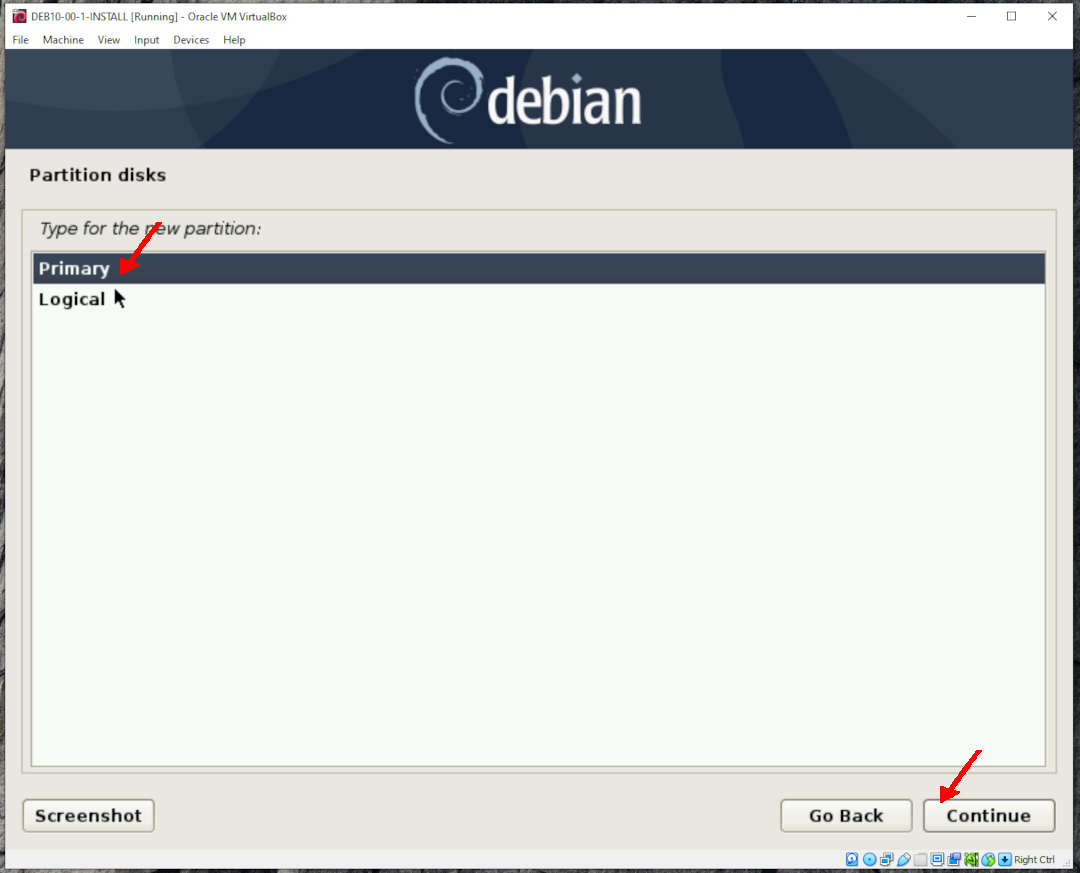 DEB10-00-1-INSTALL [Running] - Oracle VM VirtualBox
File Machine View Input Devices Help
debian
Partition disks
Type for the new partition:
Primary
Logical
Screenshot Go Back Continue
Right Ctrl